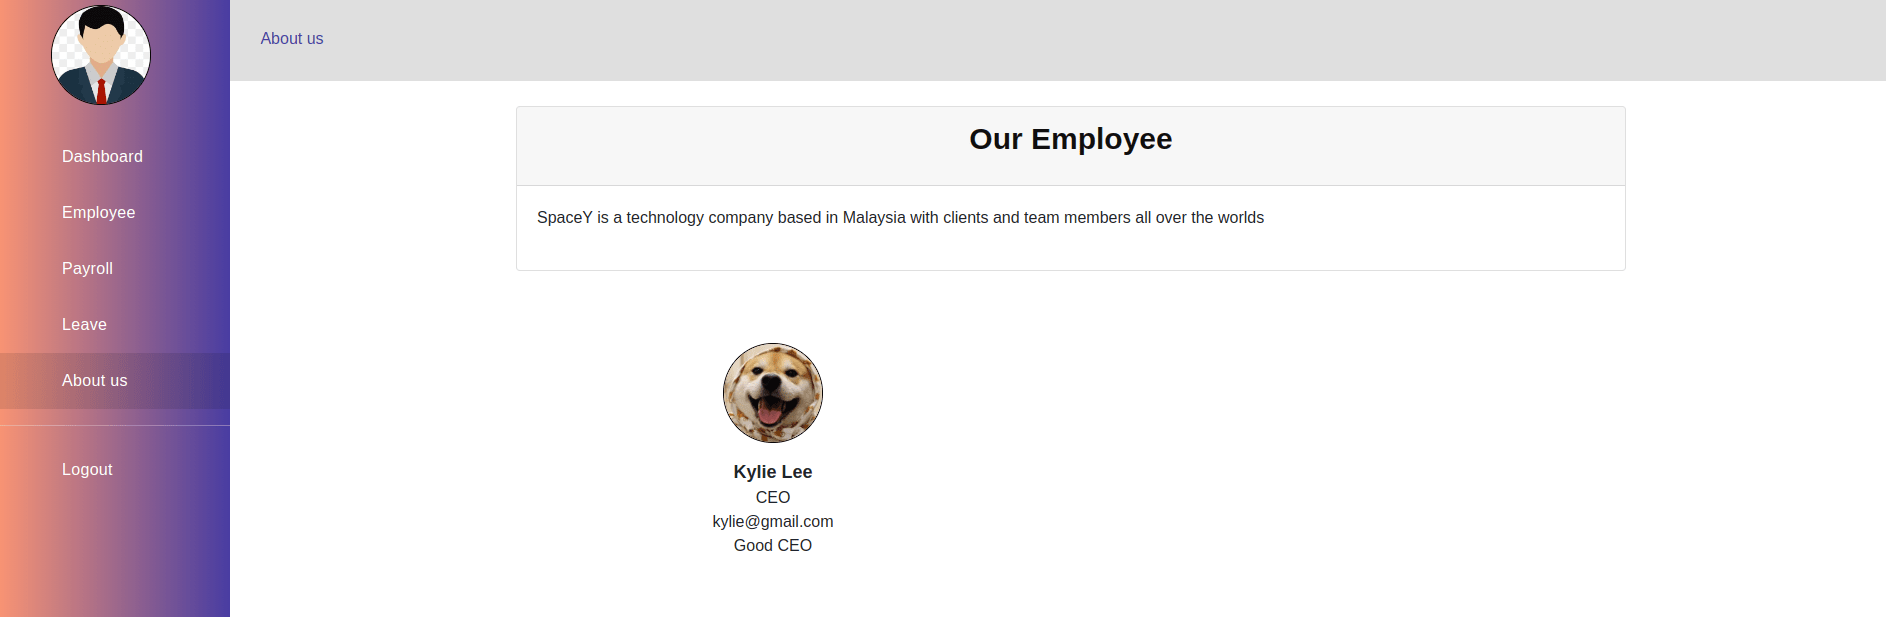 About us
Dashboard
Employee
Payroll
Leave
About us
Logout
Our Employee
SpaceY is a technology company based in Malaysia with clients and team members all over the worlds
Kylie Lee
CEO
kylie@gmail.com
Good CEO